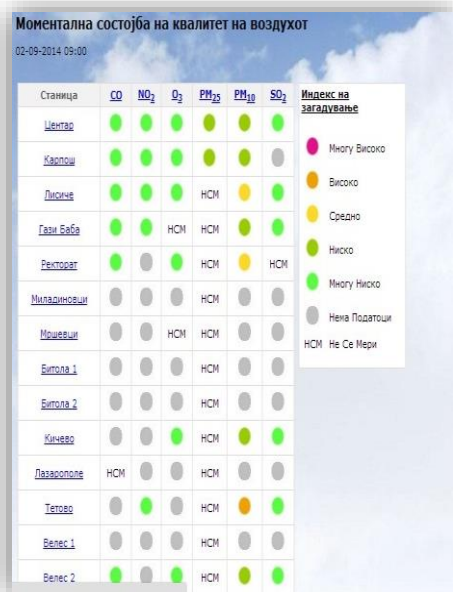 Моментална состојба на квалитет на воздухот
02-09-2014 09:00
Станица CO NO2 O3 PM25 PM10 SO2
Центар
Карпош
Лисиче НСМ
Гази Баба НСМ НСМ
Ректорат НСМ НСМ
Миладиновци НСМ
Мршевци НСМ НСМ
Битола 1 НСМ
Битола 2 НСМ
Кичево НСМ
Лазарополе НСМ НСМ
Тетово НСМ
Велес 1 НСМ
Велес 2 НСМ
Индекс на
загадување
Многу Високо
Високо
Средно
Ниско
Многу Ниско
Нема Податоци
НСМ Не Се Мери